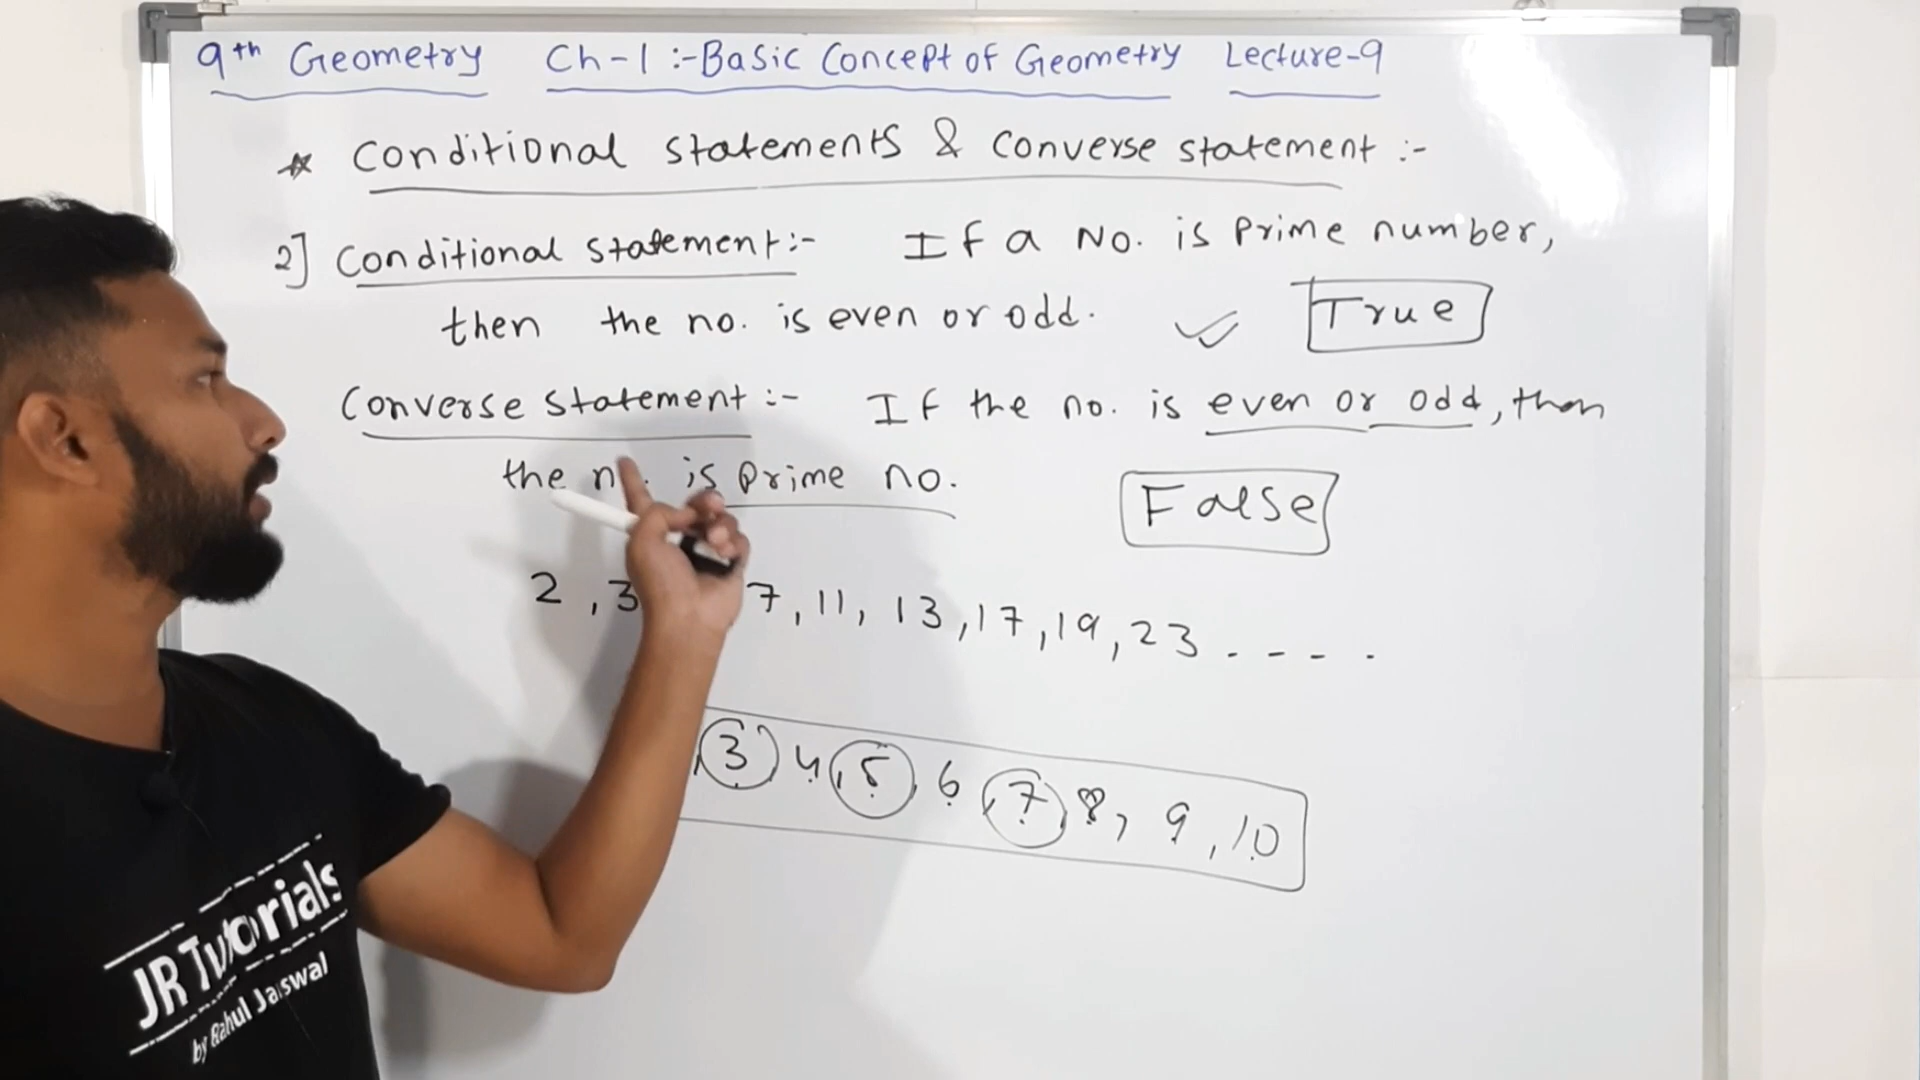 9th Geometry Ch-1 :- Basic Concept of Geometry Lecture-9
* Conditional statements & converse statement :-
2] Conditional statement:- If a No. is Prime number,
then the no. is even or odd. True
Converse statement :- If the no. is even or odd, then
the is prime no. False
2, 3 7, 11, 13, 17, 19, 23 - - - -
, 3 4, 5, 6, 7, 8, 9, 10
JR Tutorials
by Rahul Jaiswal